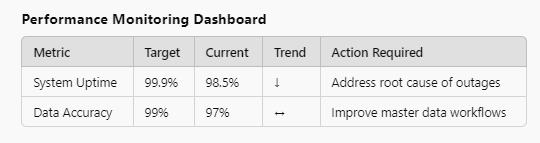 Performance Monitoring Dashboard
Metric Target Current Trend Action Required
System Uptime 99.9% 98.5% ↓ Address root cause of outages
Data Accuracy 99% 97% ↔ Improve master data workflows